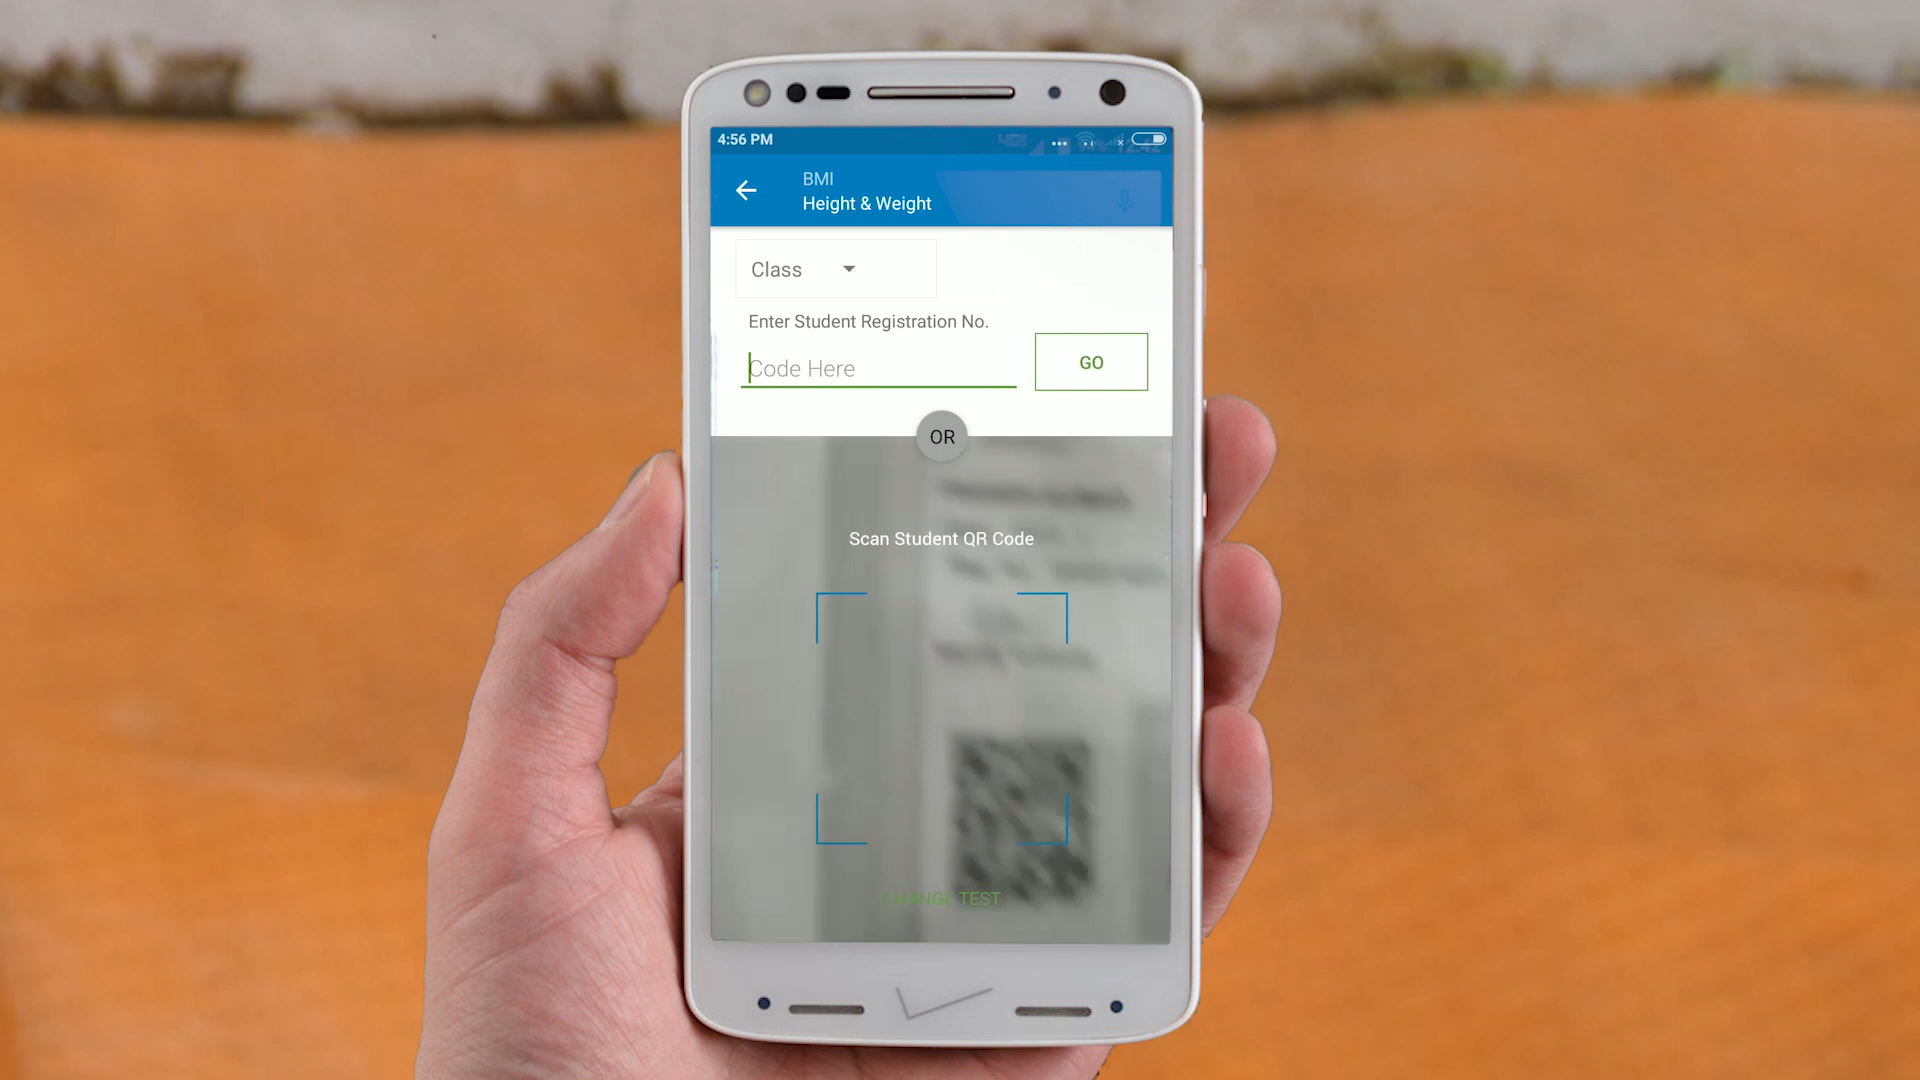 4:56 PM
BMI
Height & Weight
Class
Enter Student Registration No.
Code Here
GO
OR
Scan Student QR Code
CHANGE TEST